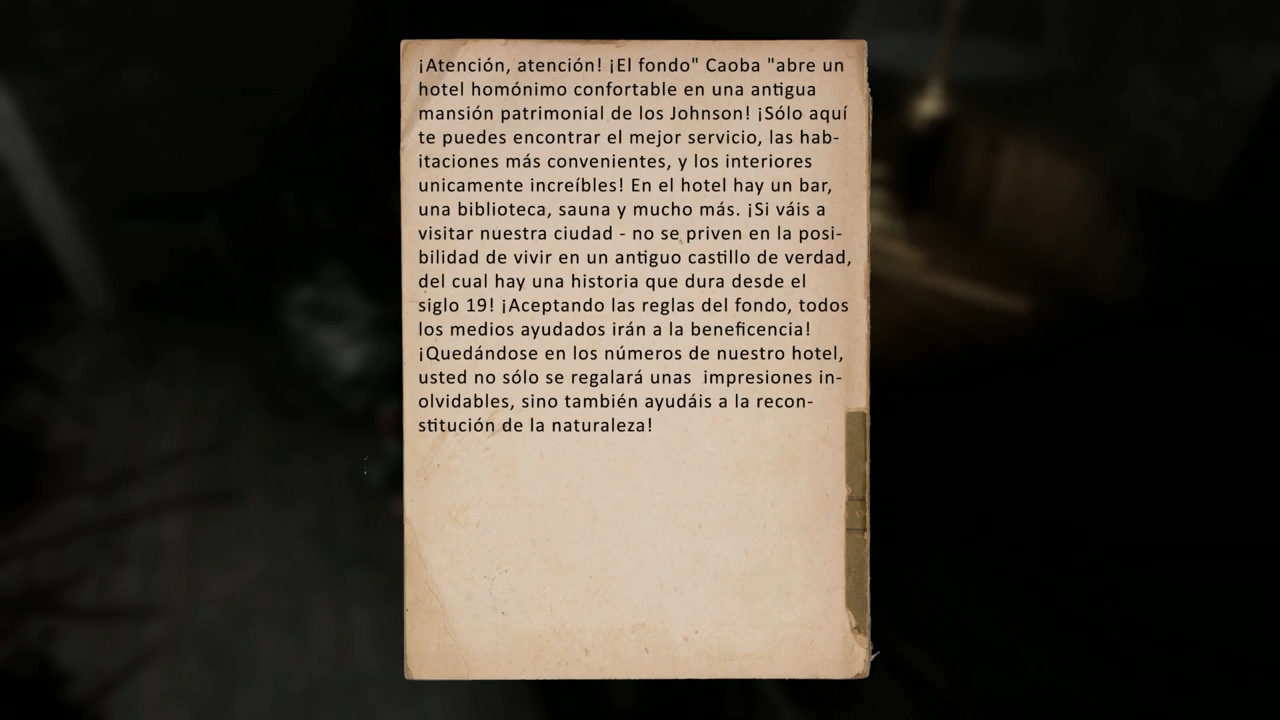 ¡Atención, atención! ¡El fondo" Caoba "abre un
hotel homónimo confortable en una antigua
mansión patrimonial de los Johnson! ¡Sólo aquí
te puedes encontrar el mejor servicio, las hab-
itaciones más convenientes, y los interiores
unicamente increíbles! En el hotel hay un bar,
una biblioteca, sauna y mucho más. ¡Si váis a
visitar nuestra ciudad - no se priven en la posi-
bilidad de vivir en un antiguo castillo de verdad,
del cual hay una historia que dura desde el
siglo 19! ¡Aceptando las reglas del fondo, todos
los medios ayudados irán a la beneficencia!
¡Quedándose en los números de nuestro hotel,
usted no sólo se regalará unas  impresiones in-
olvidables, sino también ayudáis a la recon-
stitución de la naturaleza!